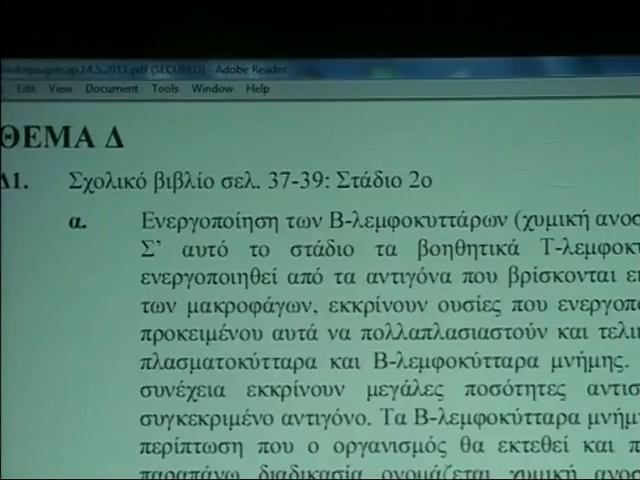 biologia.gen.ap.14.5.2011.pdf (SECURED) - Adobe Reader
Edit View Document Tools Window Help
ΘΕΜΑ Δ
Δ1. Σχολικό βιβλίο σελ. 37-39: Στάδιο 2ο
α. Ενεργοποίηση των Β-λεμφοκυττάρων (χυμική ανοσ
Σ’ αυτό το στάδιο τα βοηθητικά Τ-λεμφοκ
ενεργοποιηθεί από τα αντιγόνα που βρίσκονται ε
των μακροφάγων, εκκρίνουν ουσίες που ενεργοπ
προκειμένου αυτά να πολλαπλασιαστούν και τελι
πλασματοκύτταρα και Β-λεμφοκύτταρα μνήμης.
συνέχεια εκκρίνουν μεγάλες ποσότητες αντισ
συγκεκριμένο αντιγόνο. Τα Β-λεμφοκύτταρα μνήμ
περίπτωση που ο οργανισμός θα εκτεθεί και π
παραπάνω διαδικασία ονομάζεται χυμική ανοσ